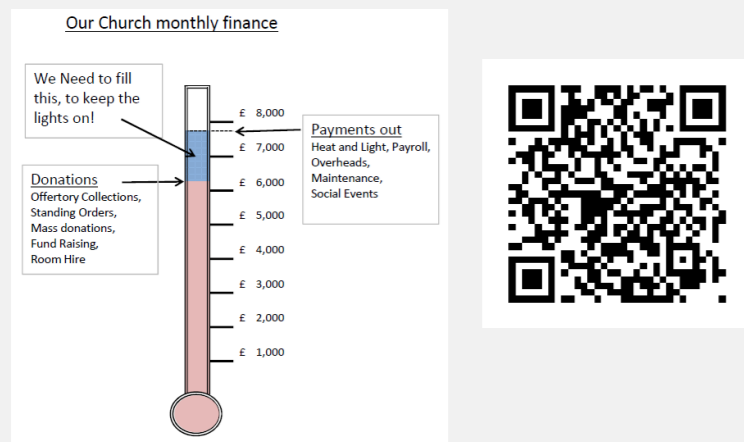 Our Church monthly finance
We Need to fill
this, to keep the
lights on!
£ 8,000
Payments out
Heat and Light, Payroll,
Overheads,
Maintenance,
Social Events
£ 7,000
Donations
Offertory Collections,
Standing Orders,
Mass donations,
Fund Raising,
Room Hire
£ 6,000
£ 5,000
£ 4,000
£ 3,000
£ 2,000
£ 1,000